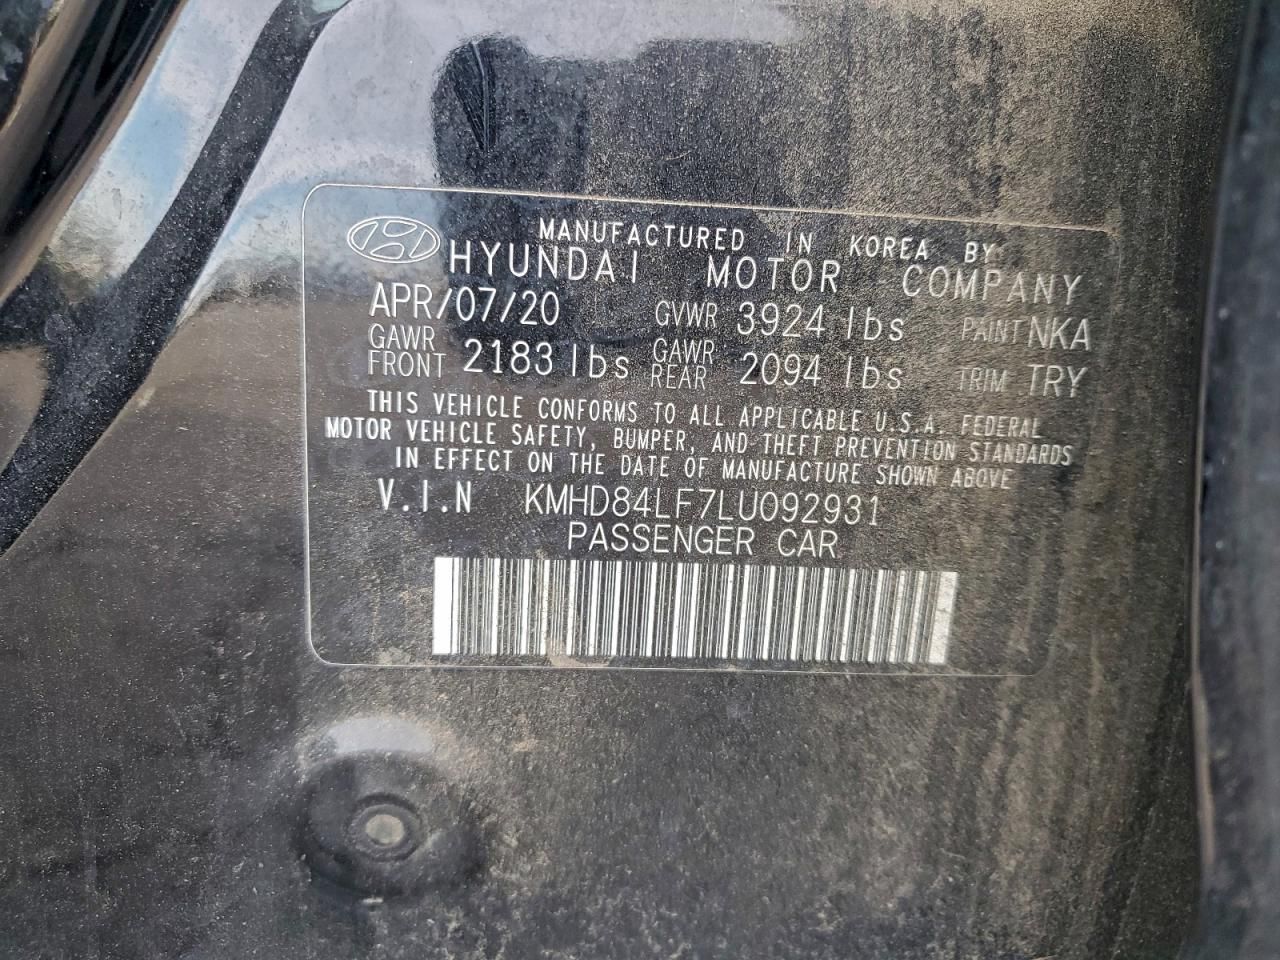 MANUFACTURED IN KOREA BY
HYUNDAI MOTOR COMPANY
APR/07/20 GVWR 3924 lbs PAINT NKA
GAWR FRONT 2183 lbs GAWR REAR 2094 lbs TRIM TRY
THIS VEHICLE CONFORMS TO ALL APPLICABLE U.S.A. FEDERAL
MOTOR VEHICLE SAFETY, BUMPER, AND THEFT PREVENTION STANDARDS
IN EFFECT ON THE DATE OF MANUFACTURE SHOWN ABOVE
V.I.N KMHD84LF7LU092931
PASSENGER CAR